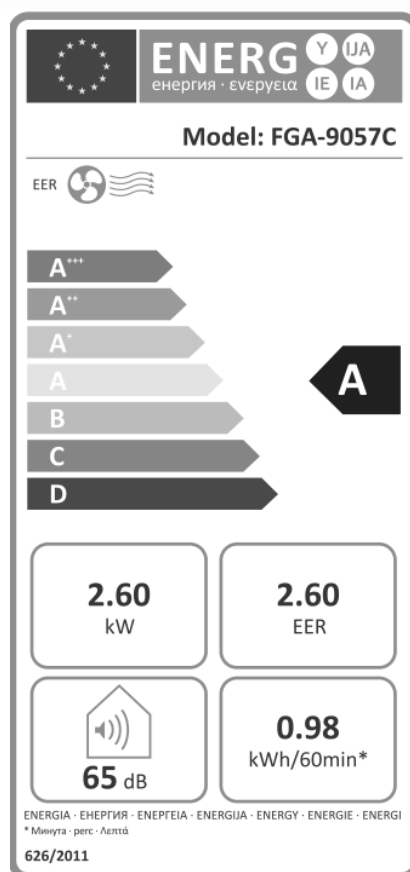 ENERG Y IJA
енергия · ενεργεια IE IA
Model: FGA-9057C
EER
A+++
A++
A+
A
A
B
C
D
2.60
kW
2.60
EER
65 dB
0.98
kWh/60min*
ENERGIA · ЕНЕРГИЯ · ΕΝΕΡΓΕΙΑ · ENERGIJA · ENERGY · ENERGIE · ENERGI
* Минута · perc · Λεπτά
626/2011